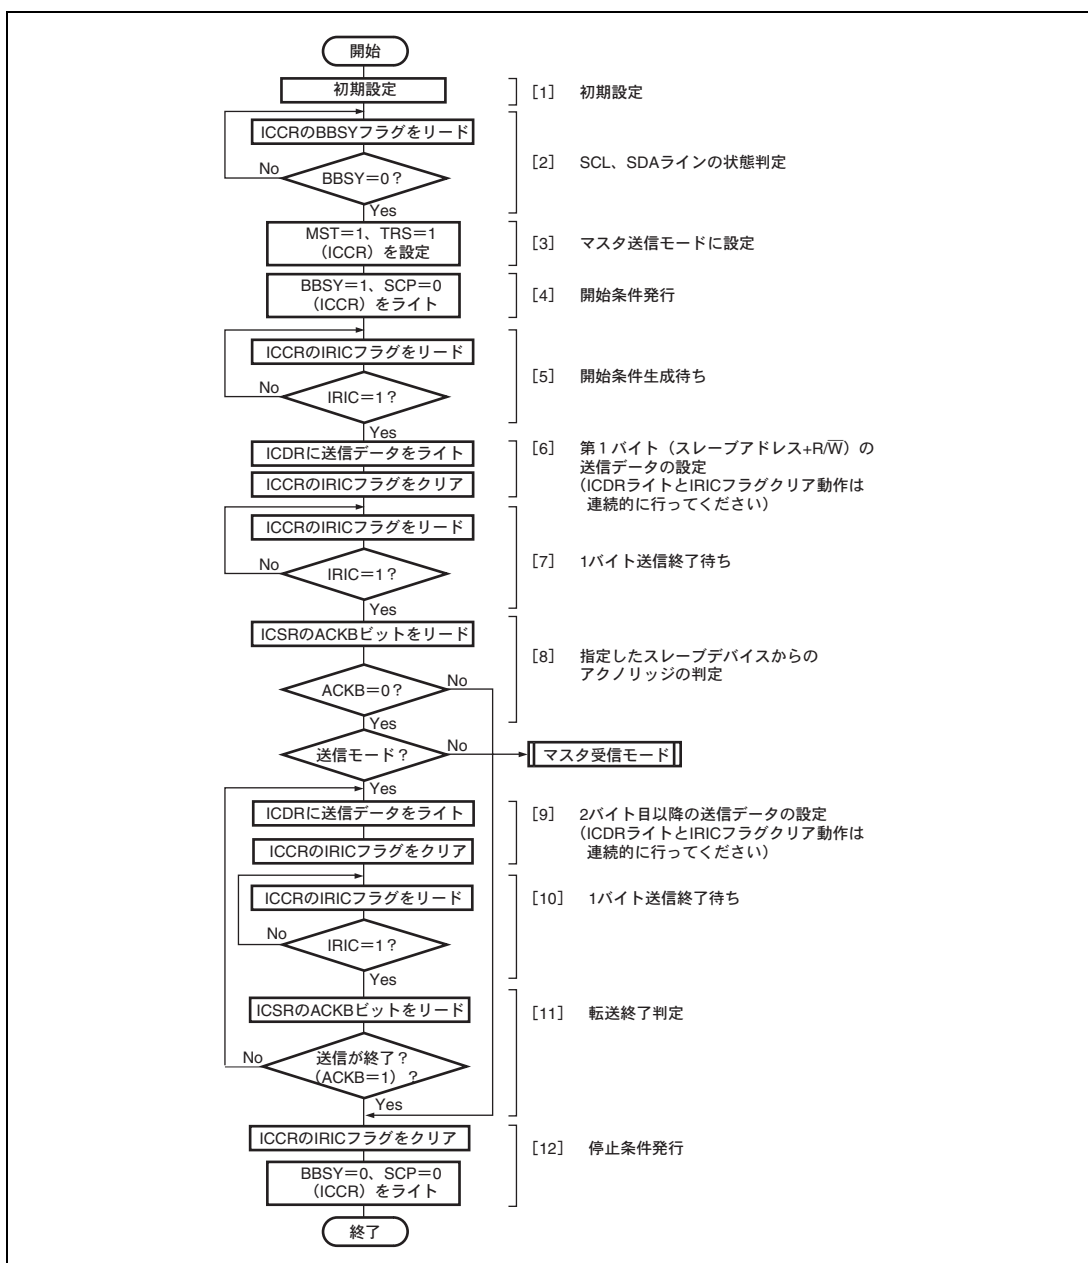 開始
初期設定
[1] 初期設定
ICCRのBBSYフラグをリード
[2] SCL、SDAラインの状態判定
No
BBSY=0？
Yes
MST=1、TRS=1
（ICCR）を設定
[3] マスタ送信モードに設定
BBSY=1、SCP=0
（ICCR）をライト
[4] 開始条件発行
ICCRのIRICフラグをリード
[5] 開始条件生成待ち
No
IRIC=1？
Yes
ICDRに送信データをライト
ICCRのIRICフラグをクリア
[6] 第１バイト（スレーブアドレス+R/W̅）の
送信データの設定
（ICDRライトとIRICフラグクリア動作は
連続的に行ってください）
ICCRのIRICフラグをリード
[7] 1バイト送信終了待ち
No
IRIC=1？
Yes
ICSRのACKBビットをリード
[8] 指定したスレーブデバイスからの
アクノリッジの判定
ACKB=0？
No
Yes
送信モード？
No
マスタ受信モード
Yes
ICDRに送信データをライト
ICCRのIRICフラグをクリア
[9] 2バイト目以降の送信データの設定
（ICDRライトとIRICフラグクリア動作は
連続的に行ってください）
ICCRのIRICフラグをリード
[10] 1バイト送信終了待ち
No
IRIC=1？
Yes
ICSRのACKBビットをリード
[11] 転送終了判定
No
送信が終了？
（ACKB=1）？
Yes
ICCRのIRICフラグをクリア
[12] 停止条件発行
BBSY=0、SCP=0
（ICCR）をライト
終了